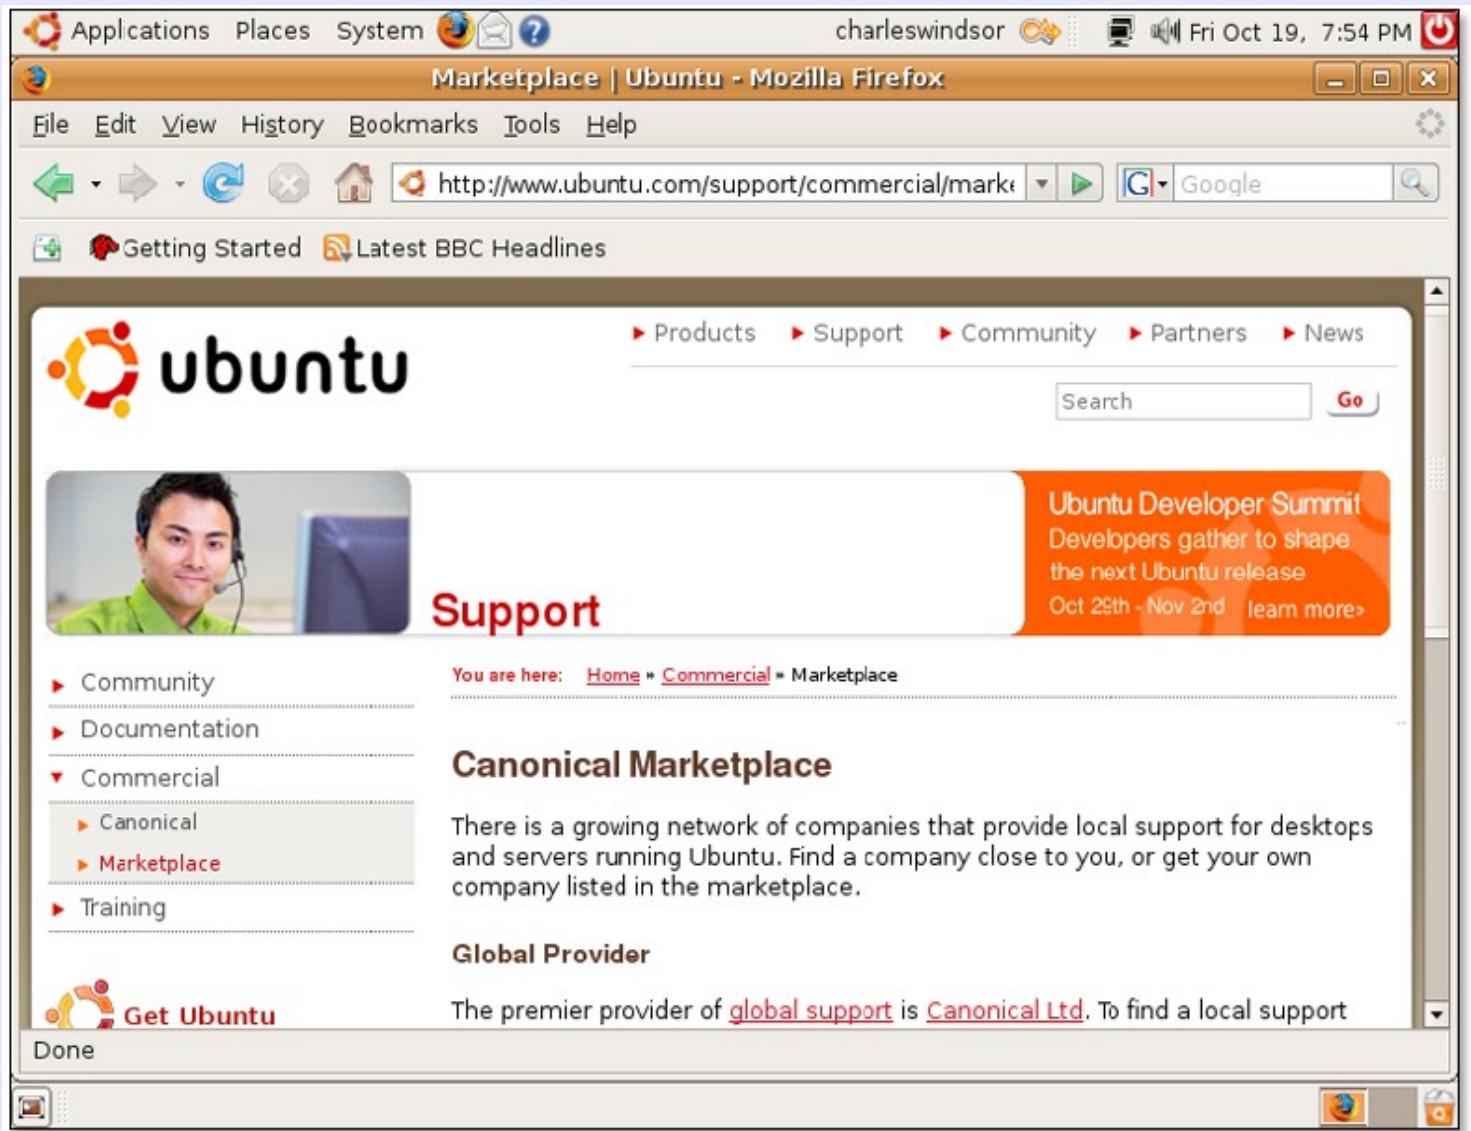 Applications Places System charleswindsor Fri Oct 19, 7:54 PM
Marketplace | Ubuntu - Mozilla Firefox
File Edit View History Bookmarks Tools Help
http://www.ubuntu.com/support/commercial/marke G Google
Getting Started Latest BBC Headlines
ubuntu
Products Support Community Partners News
Search Go
Support
Ubuntu Developer Summit
Developers gather to shape
the next Ubuntu release
Oct 29th - Nov 2nd learn more›
Community
Documentation
Commercial
Canonical
Marketplace
Training
Get Ubuntu
You are here: Home » Commercial » Marketplace
Canonical Marketplace
There is a growing network of companies that provide local support for desktops
and servers running Ubuntu. Find a company close to you, or get your own
company listed in the marketplace.
Global Provider
The premier provider of global support is Canonical Ltd. To find a local support
Done